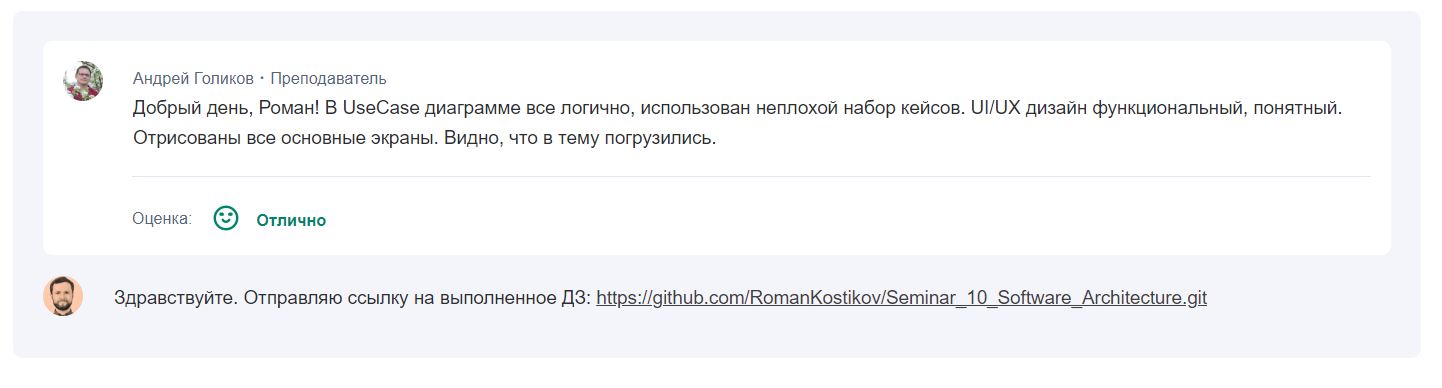 Андрей Голиков · Преподаватель
Добрый день, Роман! В UseCase диаграмме все логично, использован неплохой набор кейсов. UI/UX дизайн функциональный, понятный.
Отрисованы все основные экраны. Видно, что в тему погрузились.
Оценка: Отлично
Здравствуйте. Отправляю ссылку на выполненное ДЗ: https://github.com/RomanKostikov/Seminar_10_Software_Architecture.git